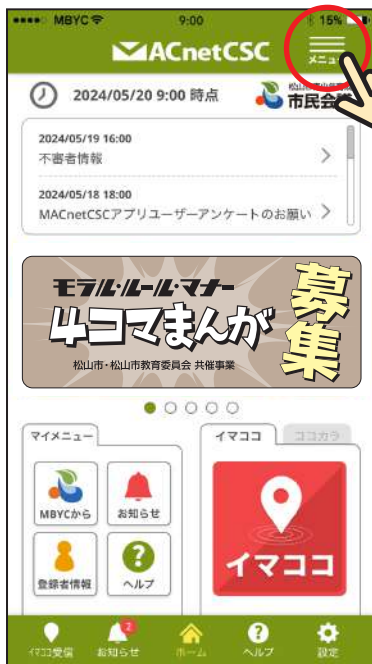 MBYC
9:00
15%
MACnetCSC
メニュー
2024/05/20 9:00 時点
市民会議
2024/05/19 16:00
不審者情報
2024/05/18 18:00
MACnetCSCアプリユーザーアンケートのお願い
モラル・ルール・マナー
4コマまんが
募集
松山市・松山市教育委員会 共催事業
マイメニュー
イマココ
ココカラ
MBYCから
お知らせ
登録者情報
ヘルプ
イマココ
2
イマココ受信
お知らせ
ホーム
ヘルプ
設定